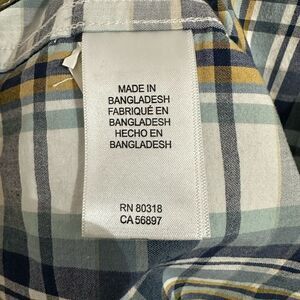 MADE IN
BANGLADESH
FABRIQUÉ EN
BANGLADESH
HECHO EN
BANGLADESH
RN 80318
CA 56897